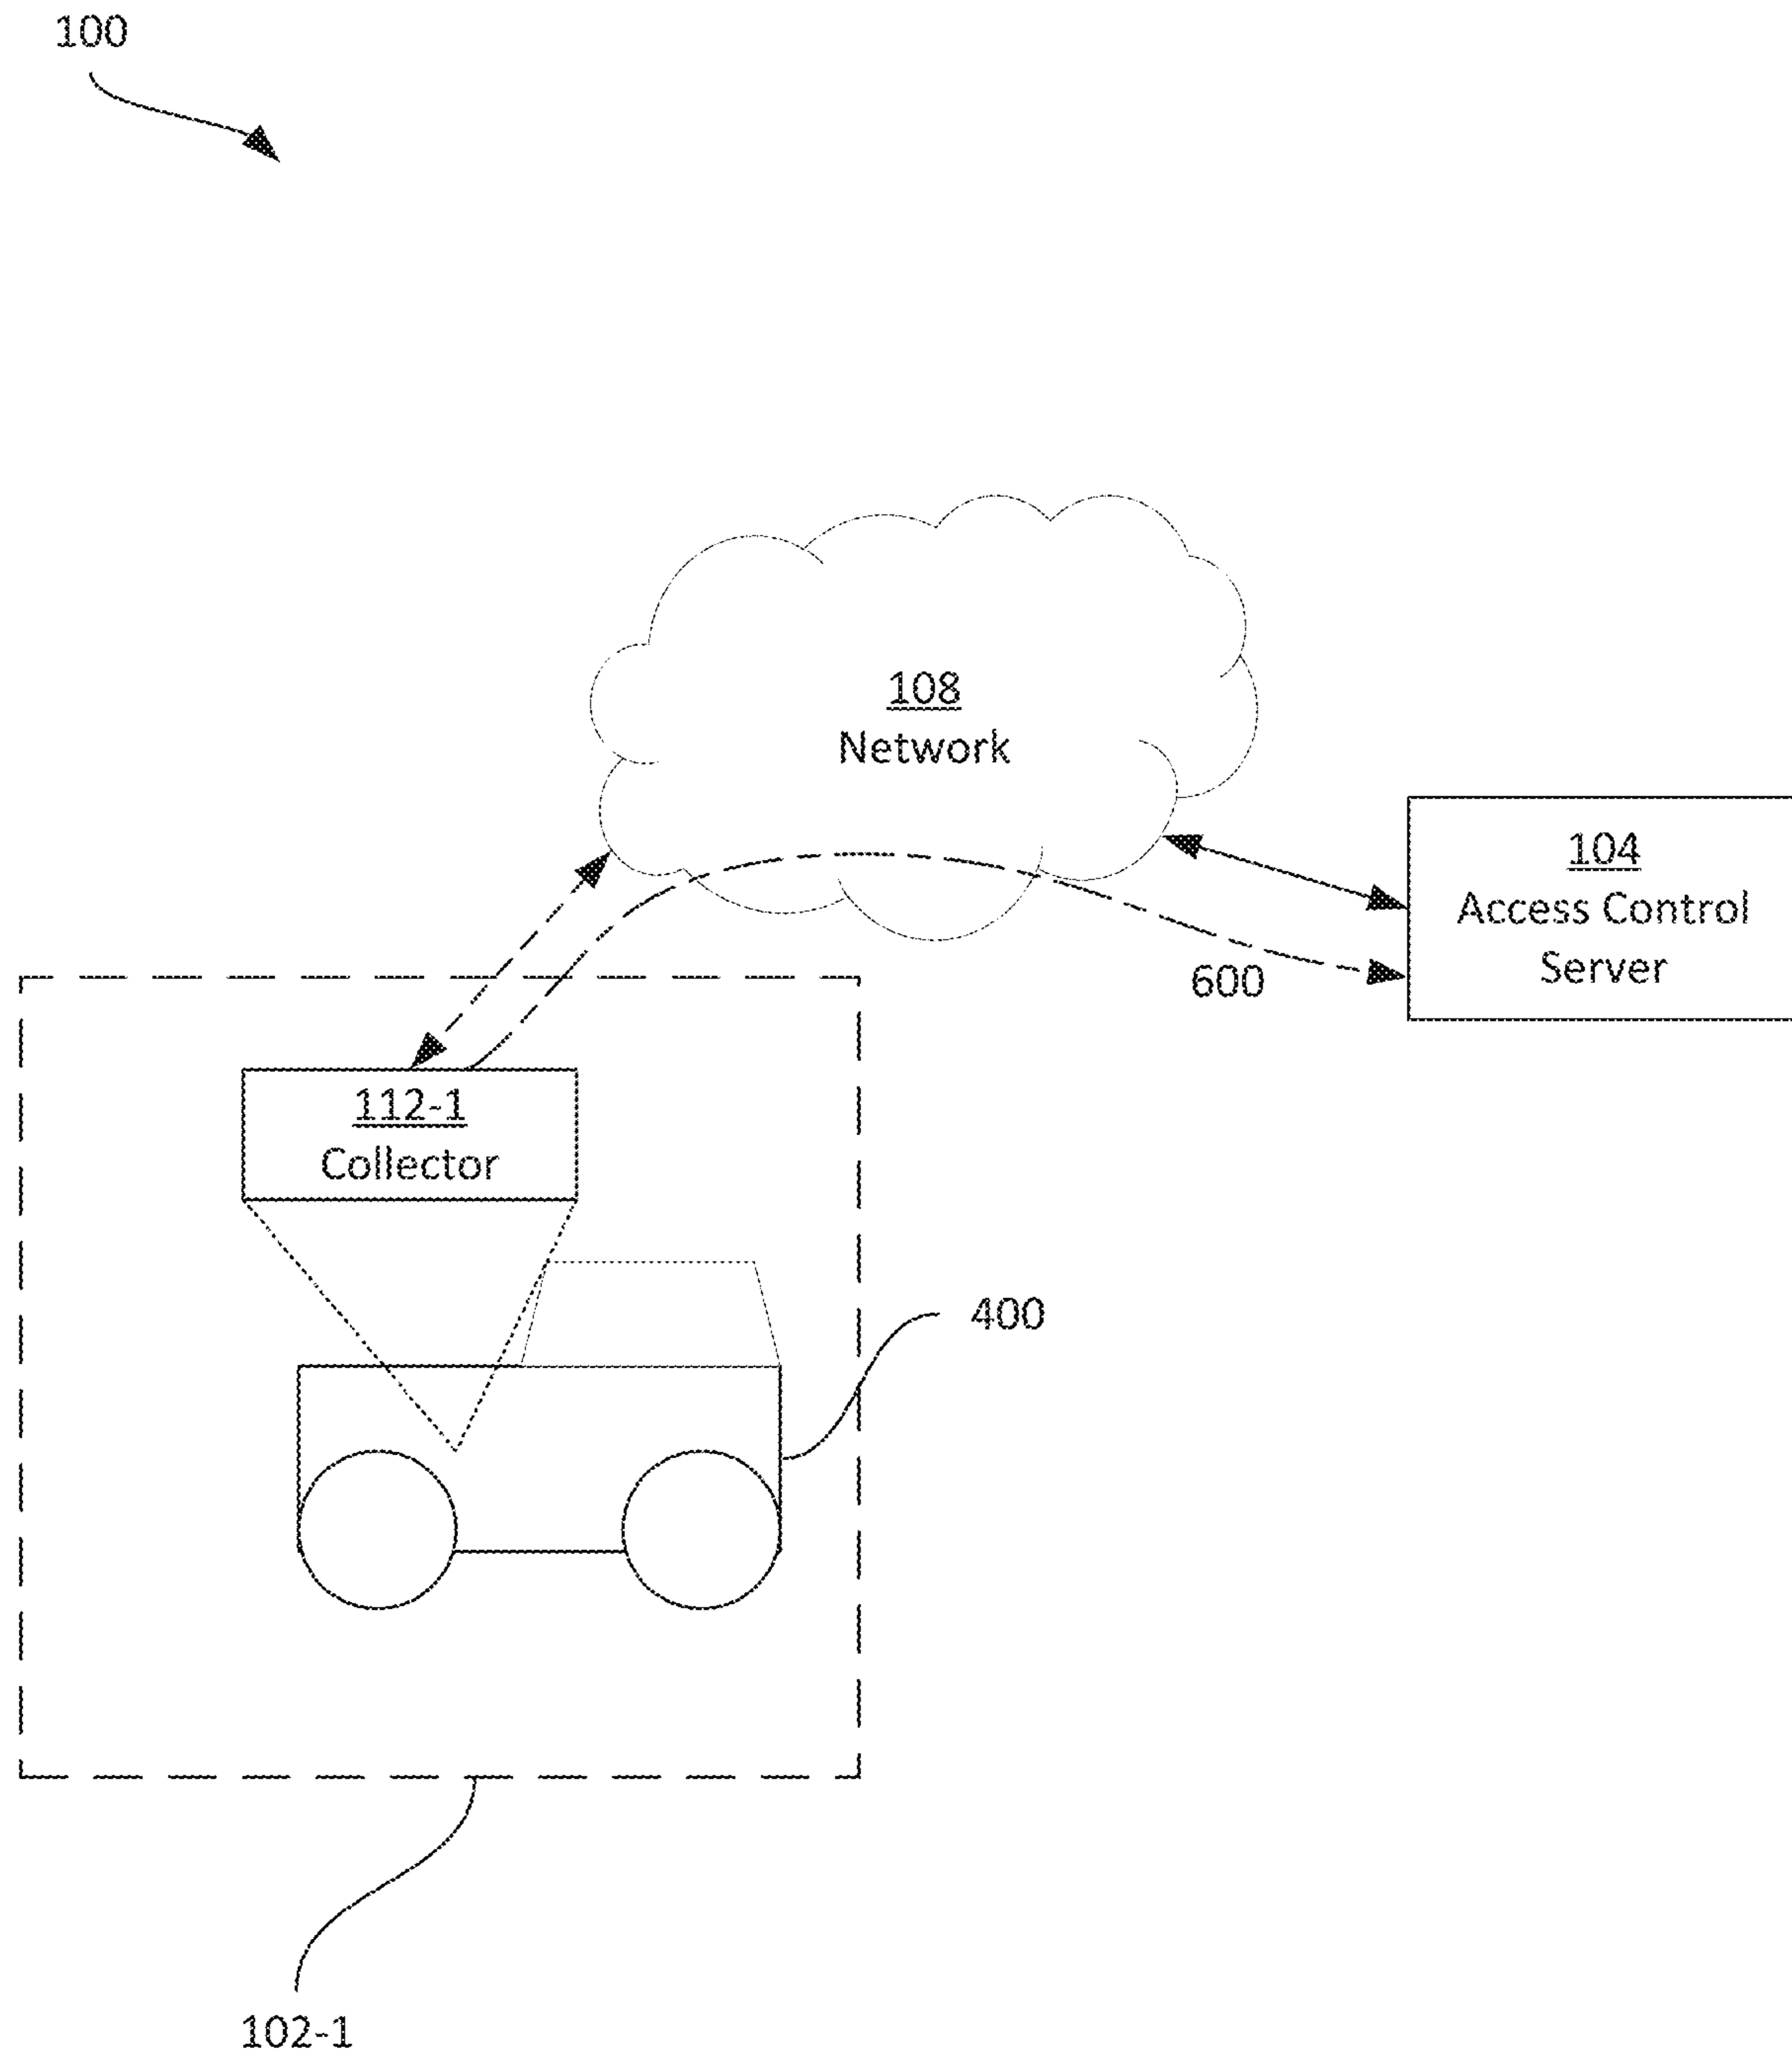 100
108
Network
104
Access Control
Server
600
112-1
Collector
400
102-1